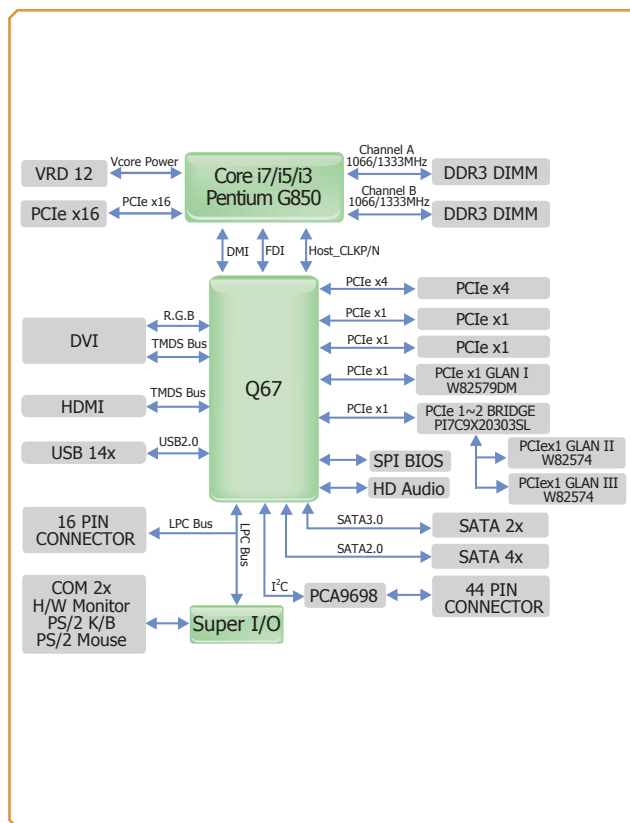 VRD 12
Vcore Power
Core i7/i5/i3
Pentium G850
Channel A
1066/1333MHz
DDR3 DIMM
PCIe x16
PCIe x16
Channel B
1066/1333MHz
DDR3 DIMM
DMI
FDI
Host_CLKP/N
Q67
PCIe x4
PCIe x4
PCIe x1
PCIe x1
PCIe x1
PCIe x1
PCIe x1
PCIe x1 GLAN I
W82579DM
PCIe x1
PCIe 1~2 BRIDGE
PI7C9X20303SL
PCIex1 GLAN II
W82574
PCIex1 GLAN III
W82574
DVI
R.G.B
TMDS Bus
HDMI
TMDS Bus
USB 14x
USB2.0
SPI BIOS
HD Audio
16 PIN
CONNECTOR
LPC Bus
LPC Bus
SATA3.0
SATA 2x
SATA2.0
SATA 4x
I²C
PCA9698
44 PIN
CONNECTOR
COM 2x
H/W Monitor
PS/2 K/B
PS/2 Mouse
Super I/O